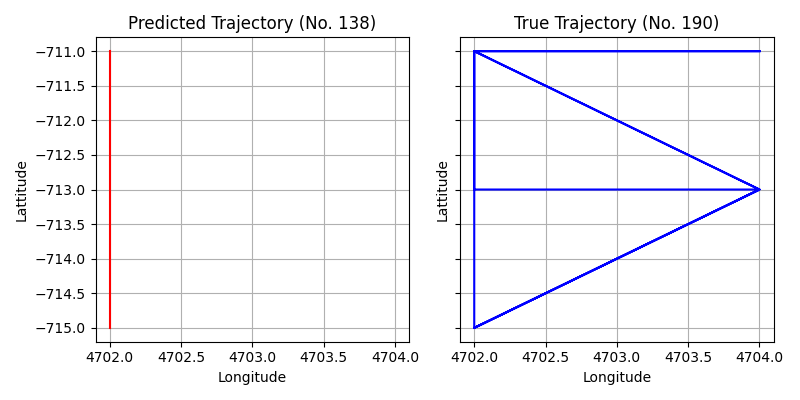 Predicted Trajectory (No. 138)
True Trajectory (No. 190)
−711.0
−711.5
−712.0
−712.5
−713.0
−713.5
−714.0
−714.5
−715.0
Lattitude
Lattitude
4702.0 4702.5 4703.0 4703.5 4704.0
4702.0 4702.5 4703.0 4703.5 4704.0
Longitude
Longitude